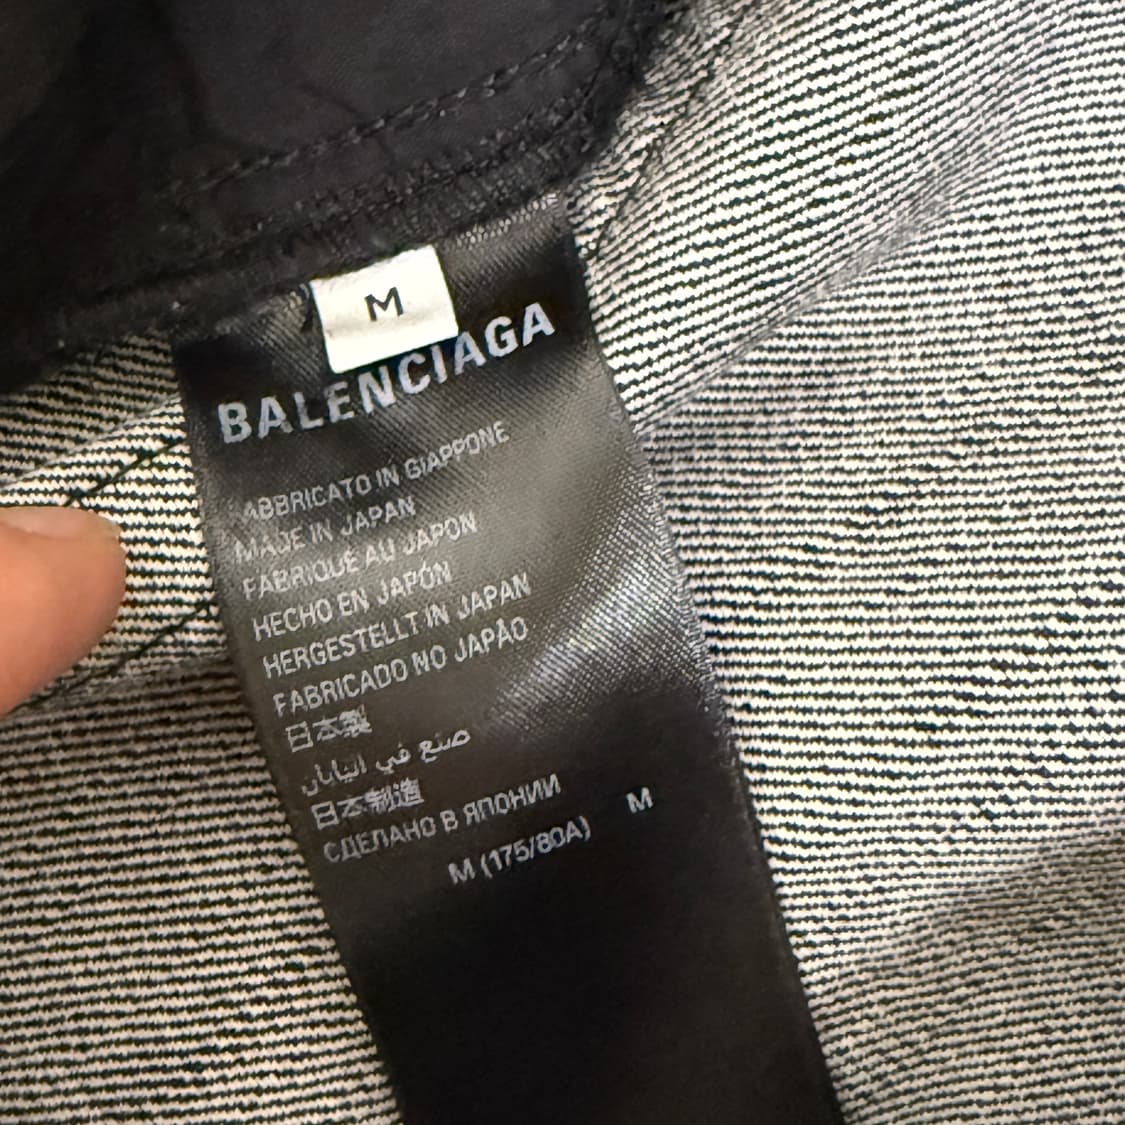 M
BALENCIAGA
FABBRICATO IN GIAPPONE
MADE IN JAPAN
FABRIQUÉ AU JAPON
HECHO EN JAPÓN
HERGESTELLT IN JAPAN
FABRICADO NO JAPÃO
日本製
صنع في اليابان
日本制造
СДЕЛАНО В ЯПОНИИ
M (175/80A) M